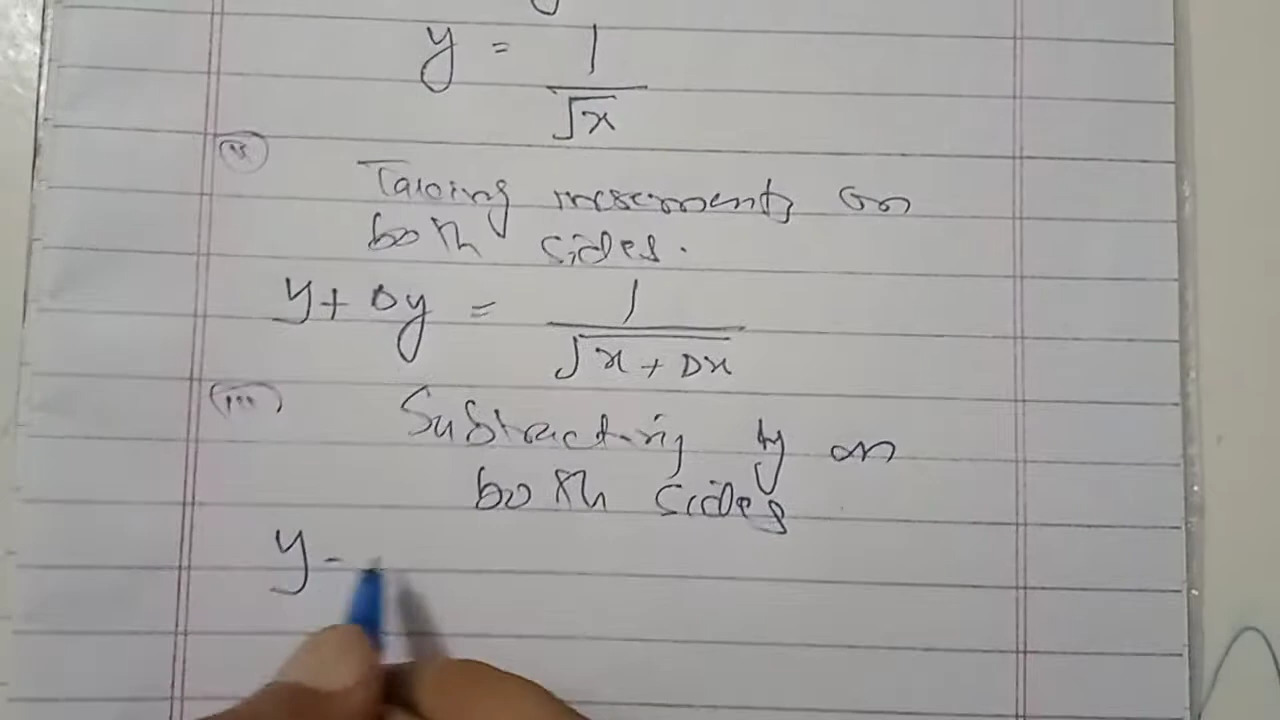 y = 1/√x
(ii)
Taking increments on
both sides.
y + Δy = 1/√(x + Δx)
(iii) Subtracting y on
both sides
y -